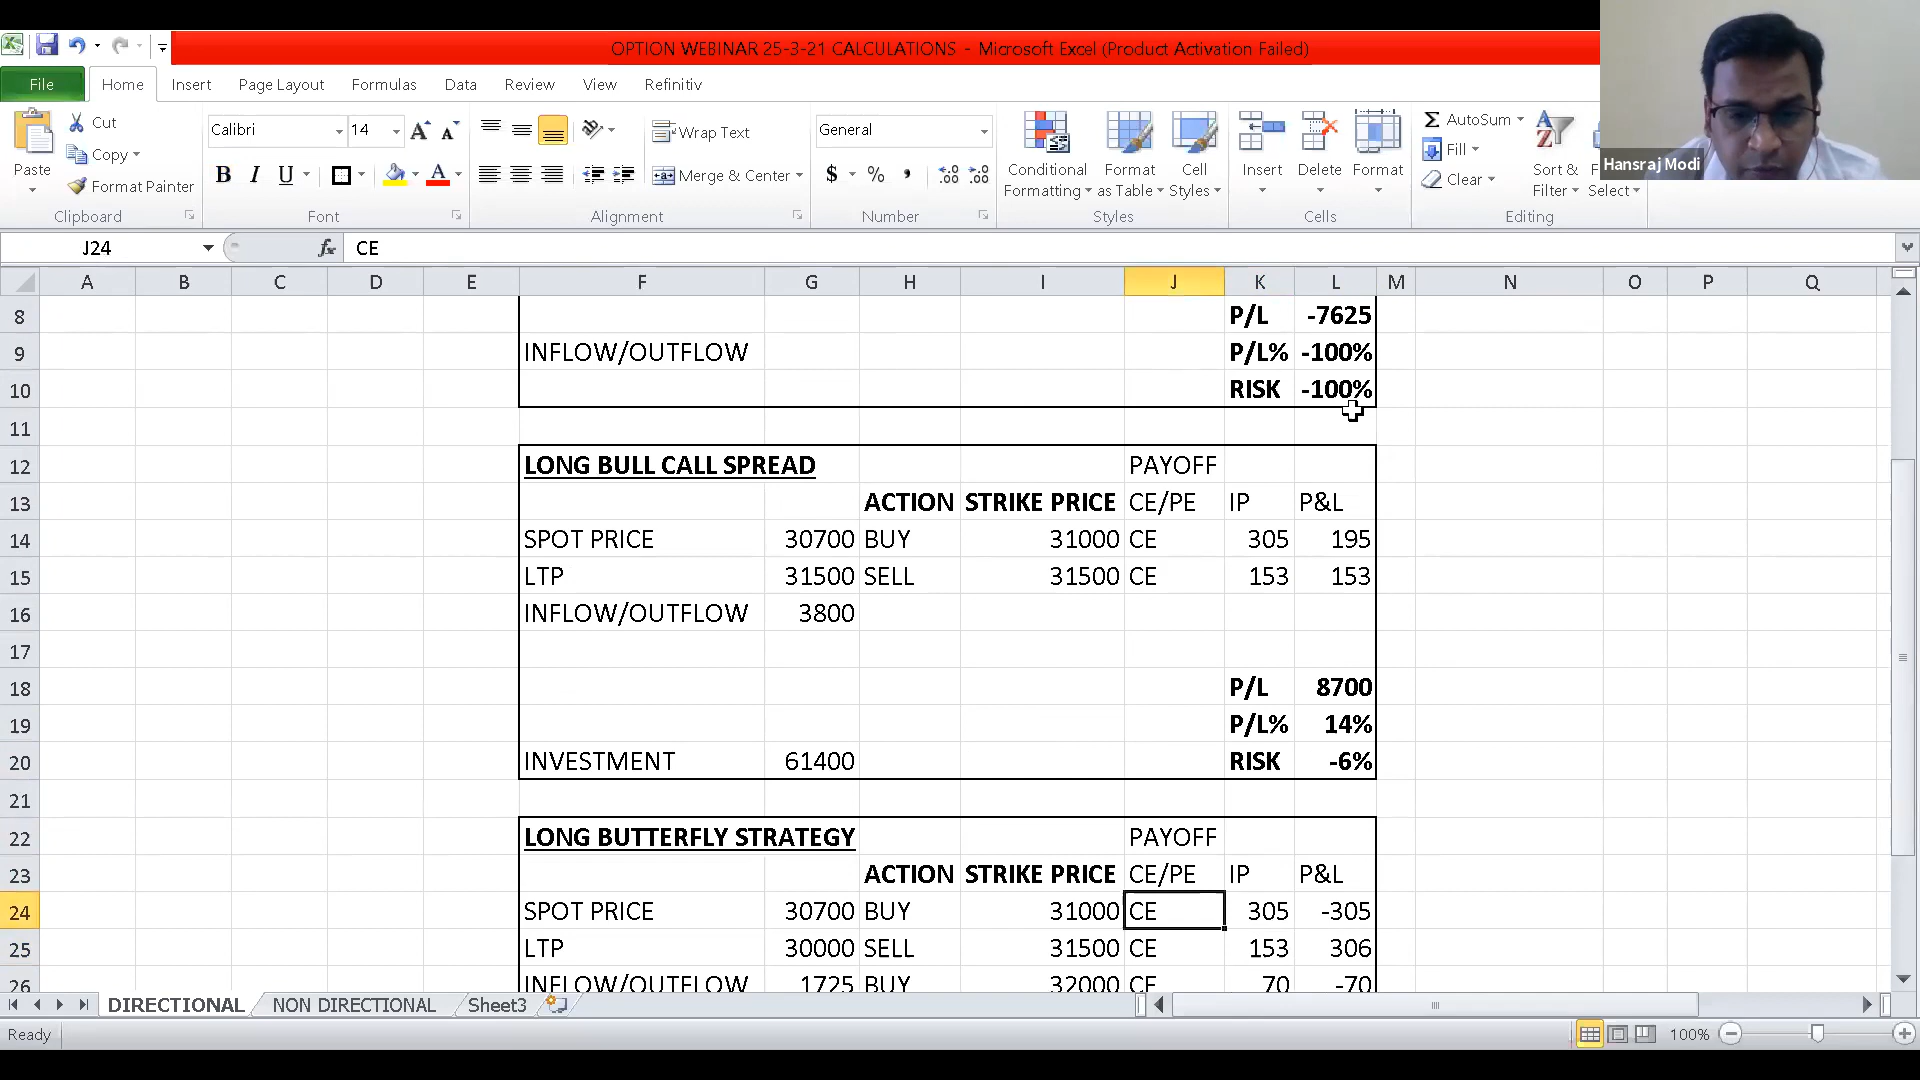 OPTION WEBINAR 25-3-21 CALCULATIONS - Microsoft Excel (Product Activation Failed)
File Home Insert Page Layout Formulas Data Review View Refinitiv
Cut
Copy
Format Painter
Paste
Clipboard
Calibri 14
B I U
Font
Wrap Text
Merge & Center
Alignment
General
$ % ,
Number
Conditional Formatting
Format as Table
Cell Styles
Styles
Insert Delete Format
Cells
AutoSum
Fill
Clear
Sort & Filter
Select
Editing
Hansraj Modi
J24 fx CE
A B C D E F G H I J K L M N O P Q
8 P/L -7625
9 INFLOW/OUTFLOW P/L% -100%
10 RISK -100%
11
12 LONG BULL CALL SPREAD PAYOFF
13 ACTION STRIKE PRICE CE/PE IP P&L
14 SPOT PRICE 30700 BUY 31000 CE 305 195
15 LTP 31500 SELL 31500 CE 153 153
16 INFLOW/OUTFLOW 3800
17
18 P/L 8700
19 P/L% 14%
20 INVESTMENT 61400 RISK -6%
21
22 LONG BUTTERFLY STRATEGY PAYOFF
23 ACTION STRIKE PRICE CE/PE IP P&L
24 SPOT PRICE 30700 BUY 31000 CE 305 -305
25 LTP 30000 SELL 31500 CE 153 306
26 INFLOW/OUTFLOW 1725 BUY 32000 CE 70 -70
DIRECTIONAL NON DIRECTIONAL Sheet3
Ready 100%